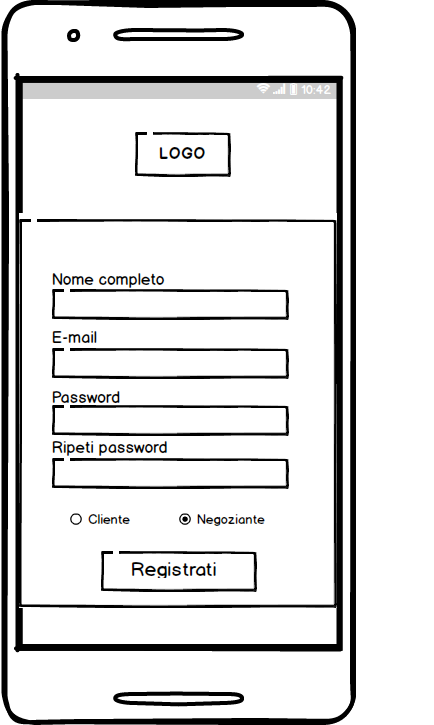 10:42
LOGO
Nome completo
E-mail
Password
Ripeti password
Cliente Negoziante
Registrati